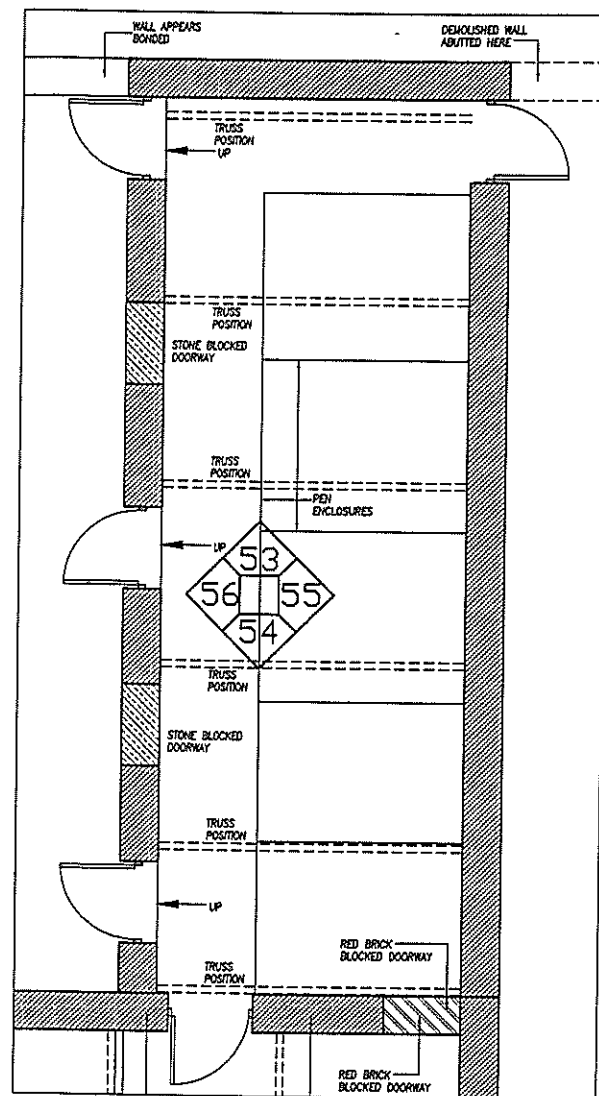 WALL APPEARS
BONDED
DEMOLISHED WALL
ABUTTED HERE
TRUSS
POSITION
UP
TRUSS
POSITION
STONE BLOCKED
DOORWAY
TRUSS
POSITION
PEN
ENCLOSURES
UP
53
56
55
54
TRUSS
POSITION
STONE BLOCKED
DOORWAY
TRUSS
POSITION
UP
RED BRICK
BLOCKED DOORWAY
TRUSS
POSITION
RED BRICK
BLOCKED DOORWAY